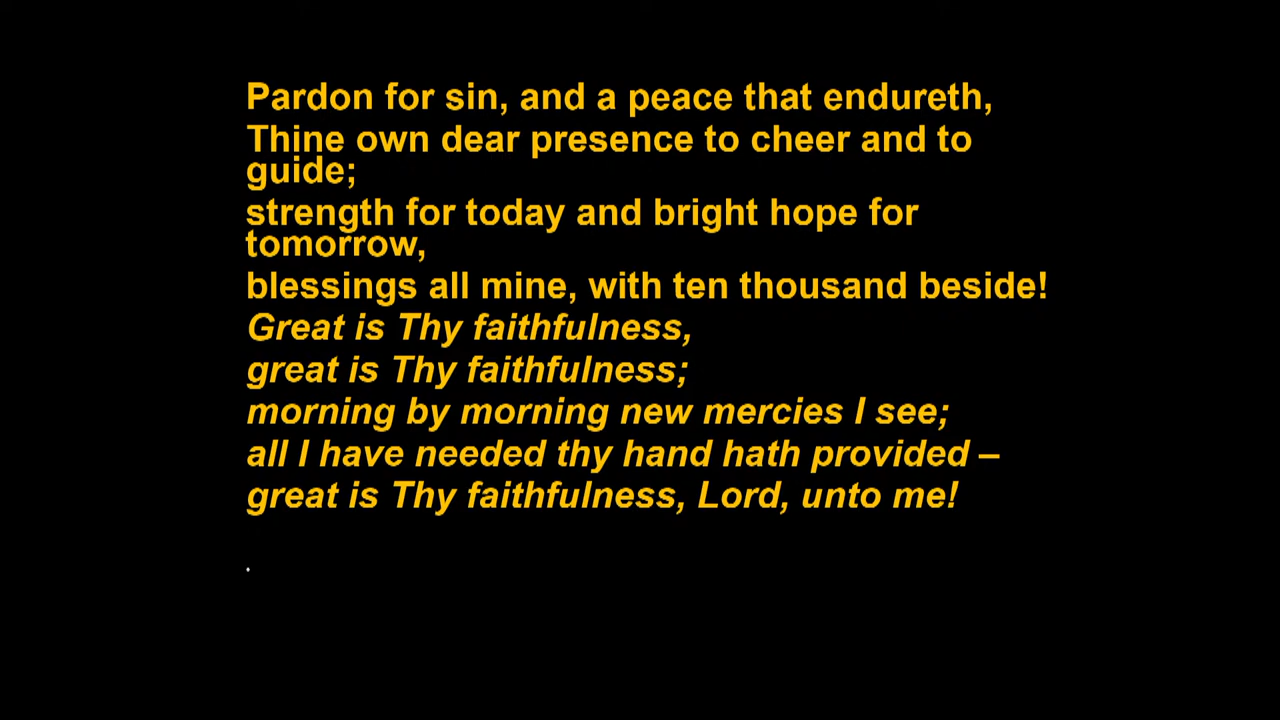 Pardon for sin, and a peace that endureth,
Thine own dear presence to cheer and to
guide;
strength for today and bright hope for
tomorrow,
blessings all mine, with ten thousand beside!
Great is Thy faithfulness,
great is Thy faithfulness;
morning by morning new mercies I see;
all I have needed thy hand hath provided –
great is Thy faithfulness, Lord, unto me!
.